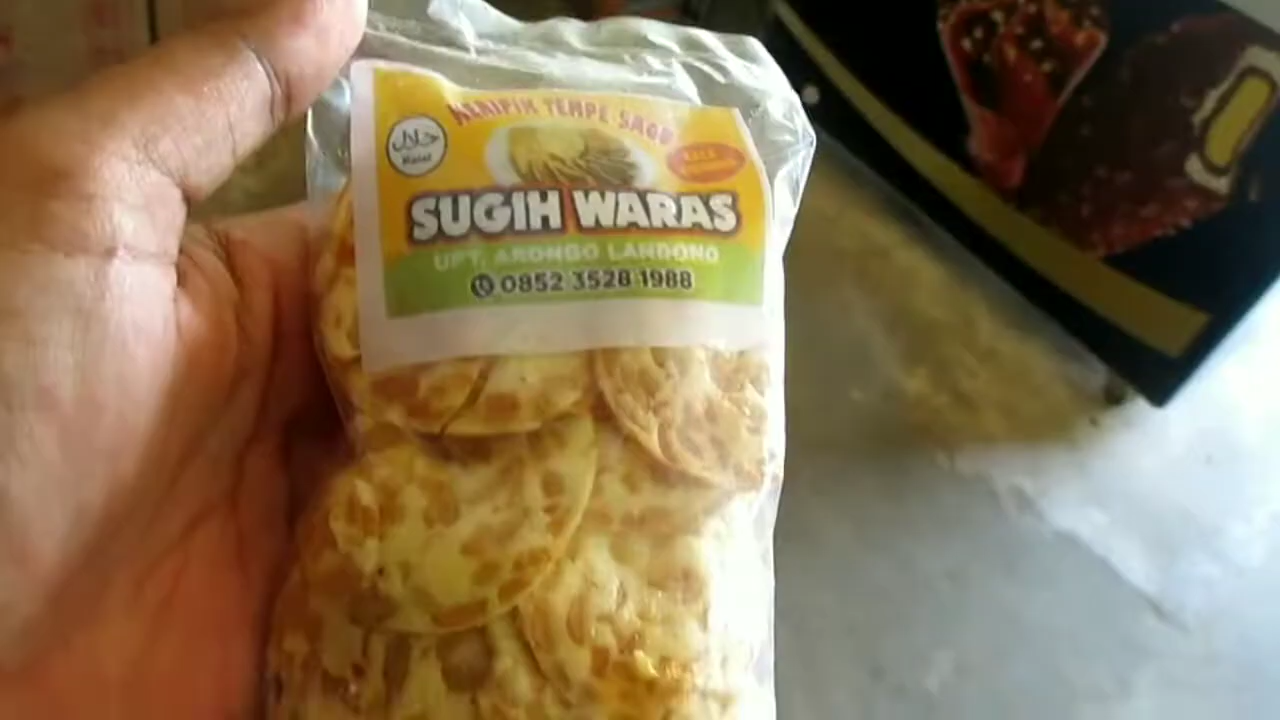 KERIPIK TEMPE SAGU
حلال
Halal
SUGIH WARAS
UPT. ARONGO LANDONO
0852 3528 1988